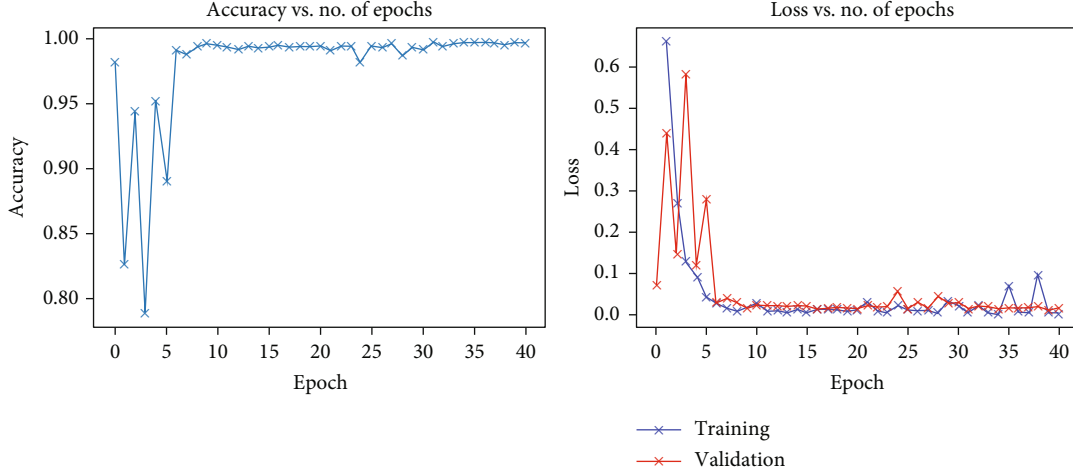 Accuracy vs. no. of epochs
1.00
0.95
0.90
0.85
0.80
Accuracy
0 5 10 15 20 25 30 35 40
Epoch
Loss vs. no. of epochs
0.6
0.5
0.4
0.3
0.2
0.1
0.0
Loss
0 5 10 15 20 25 30 35 40
Epoch
Training
Validation